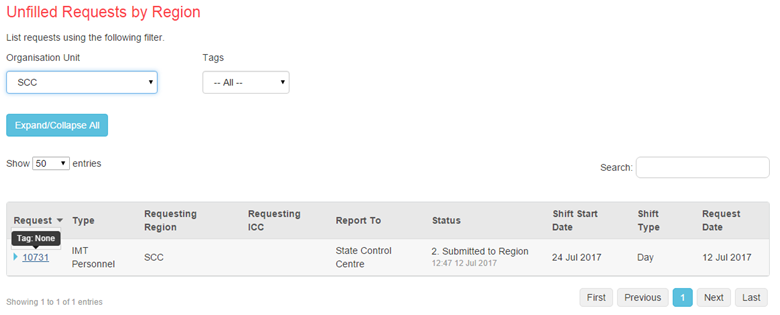 Unfilled Requests by Region
List requests using the following filter.
Organisation Unit Tags
SCC -- All --
Expand/Collapse All
Show 50 entries Search:
Request Type Requesting Region Requesting ICC Report To Status Shift Start Date Shift Type Request Date
Tag: None
10731 IMT Personnel SCC State Control Centre 2. Submitted to Region 12:47 12 Jul 2017 24 Jul 2017 Day 12 Jul 2017
Showing 1 to 1 of 1 entries First Previous 1 Next Last